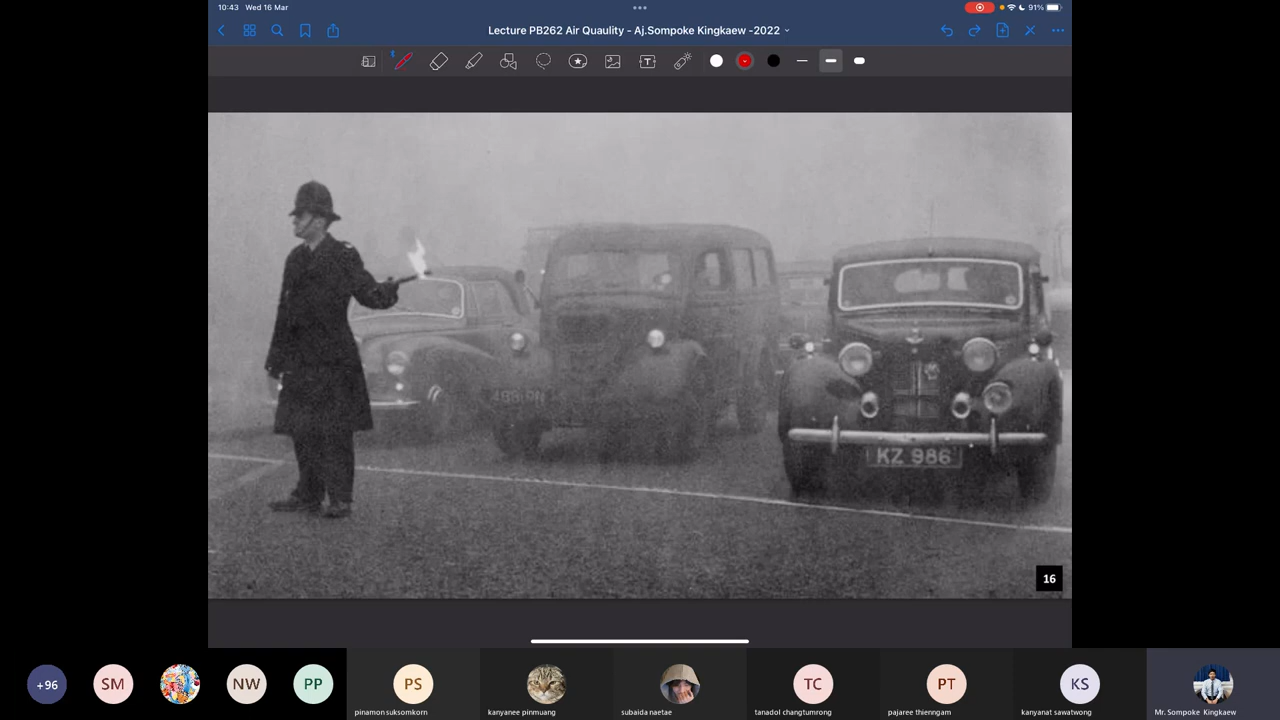 10:43 Wed 16 Mar
91%
Lecture PB262 Air Quaulity - Aj.Sompoke Kingkaew -2022
KZ 986
16
+96
SM
NW
PP
PS
TC
PT
KS
pinamon suksomkorn
kanyanee pinmuang
subaida naetae
tanadol changtumrong
pajaree thienngam
kanyanat sawatwong
Mr. Sompoke Kingkaew